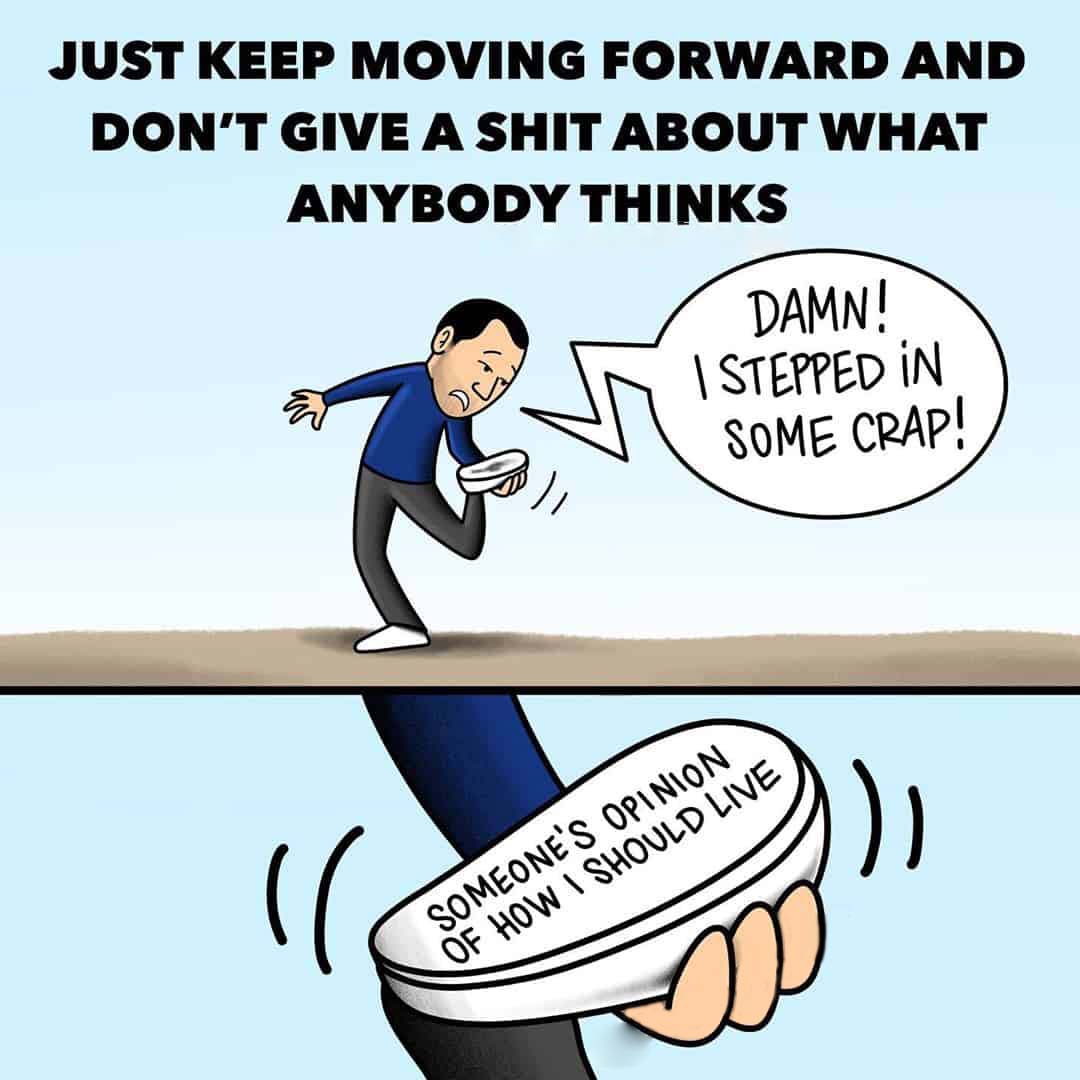 JUST KEEP MOVING FORWARD AND
DON'T GIVE A SHIT ABOUT WHAT
ANYBODY THINKS
DAMN!
I STEPPED iN
SOME CRAP!
SOMEONE'S OPINION
OF HOW I SHOULD LIVE